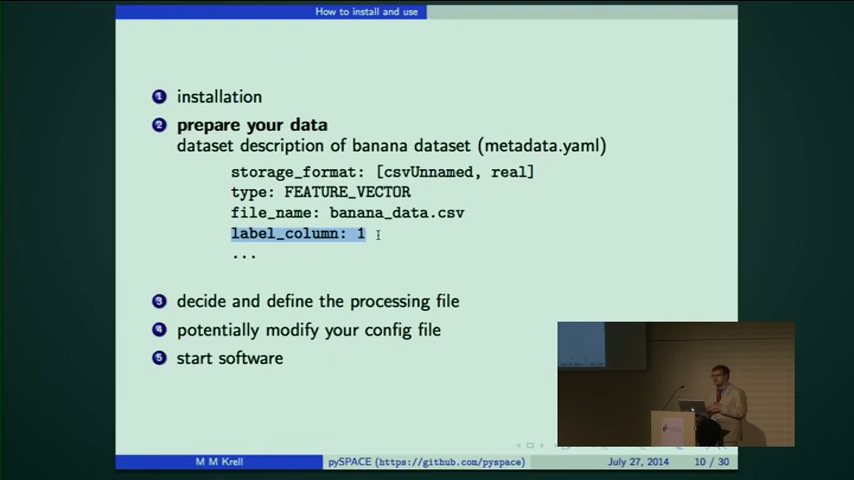 How to install and use
1 installation
2 prepare your data
dataset description of banana dataset (metadata.yaml)
storage_format: [csvUnnamed, real]
type: FEATURE_VECTOR
file_name: banana_data.csv
label_column: 1
...
3 decide and define the processing file
4 potentially modify your config file
5 start software
M M Krell pySPACE (https://github.com/pyspace) July 27, 2014 10 / 30